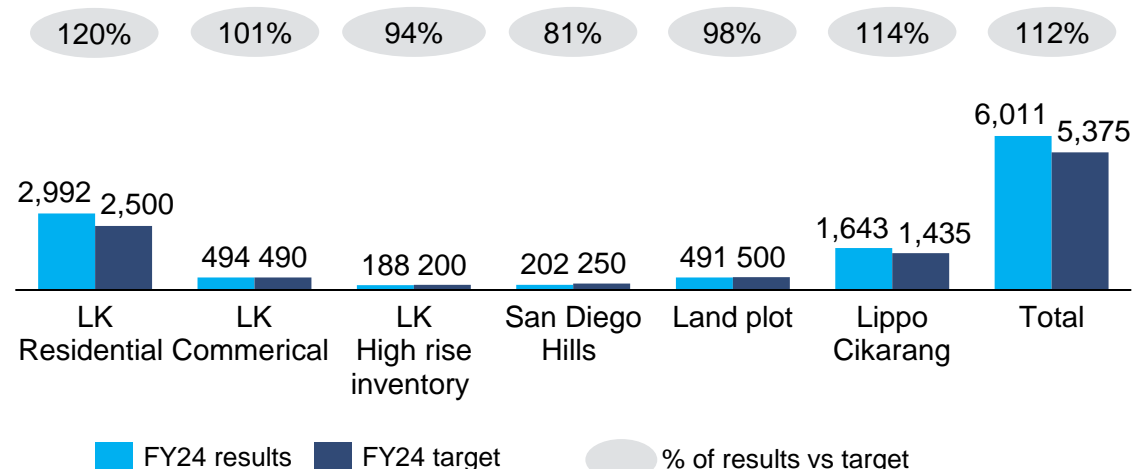 120% 101% 94% 81% 98% 114% 112%
6,011 5,375
2,992 2,500
1,643 1,435
494 490 188 200 202 250 491 500
LK LK LK San Diego Land plot Lippo Total
Residential Commerical High rise Hills Cikarang
inventory
FY24 results FY24 target % of results vs target